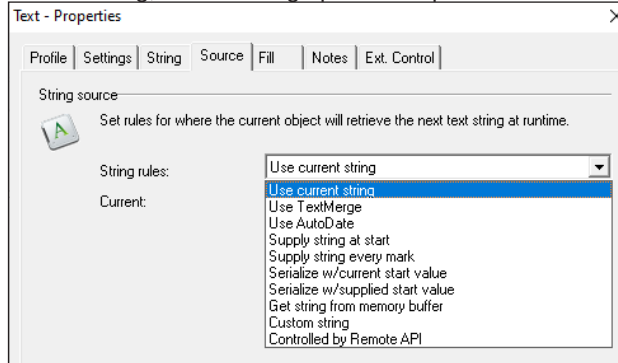 Text - Properties
Profile Settings String Source Fill Notes Ext. Control
String source
Set rules for where the current object will retrieve the next text string at runtime.
String rules: Use current string
Current:
Use current string
Use TextMerge
Use AutoDate
Supply string at start
Supply string every mark
Serialize w/current start value
Serialize w/supplied start value
Get string from memory buffer
Custom string
Controlled by Remote API